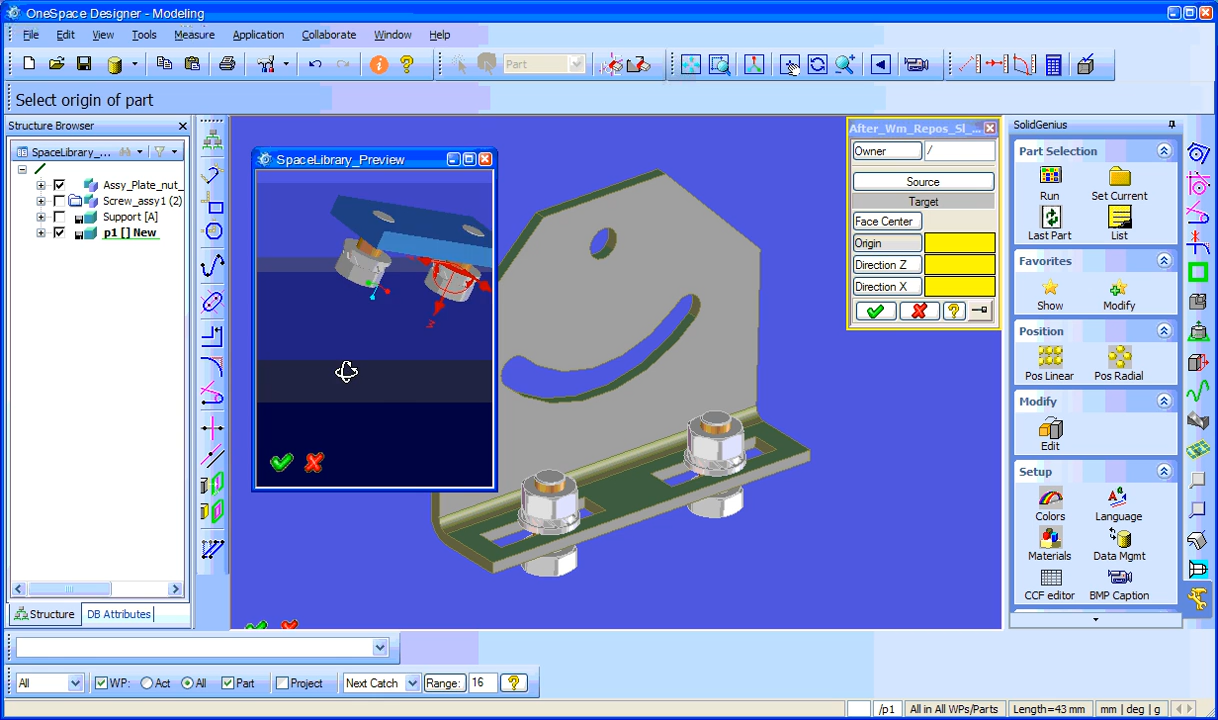 OneSpace Designer - Modeling
File Edit View Tools Measurement Application Collaborate Window Help
Part
Select origin of part
Structure Browser
SpaceLibrary_...
Assy_Plate_nut_
Screw_assy1 (2)
Support [A]
p1 [] New
Structure DB Attributes
SpaceLibrary_Preview
After_Wm_Repos_Sl_...
Owner /
Source
Target
Face Center
Origin
Direction Z
Direction X
?
SolidGenius
Part Selection
Run Set Current
Last Part List
Favorites
Show Modify
Position
Pos Linear Pos Radial
Modify
Edit
Setup
Colors Language
Materials Data Mgmt
CCF editor BMP Caption
All WP: Act All Part Project Next Catch Range: 16 ?
/p1 All in All WPs/Parts Length=43 mm mm | deg | g